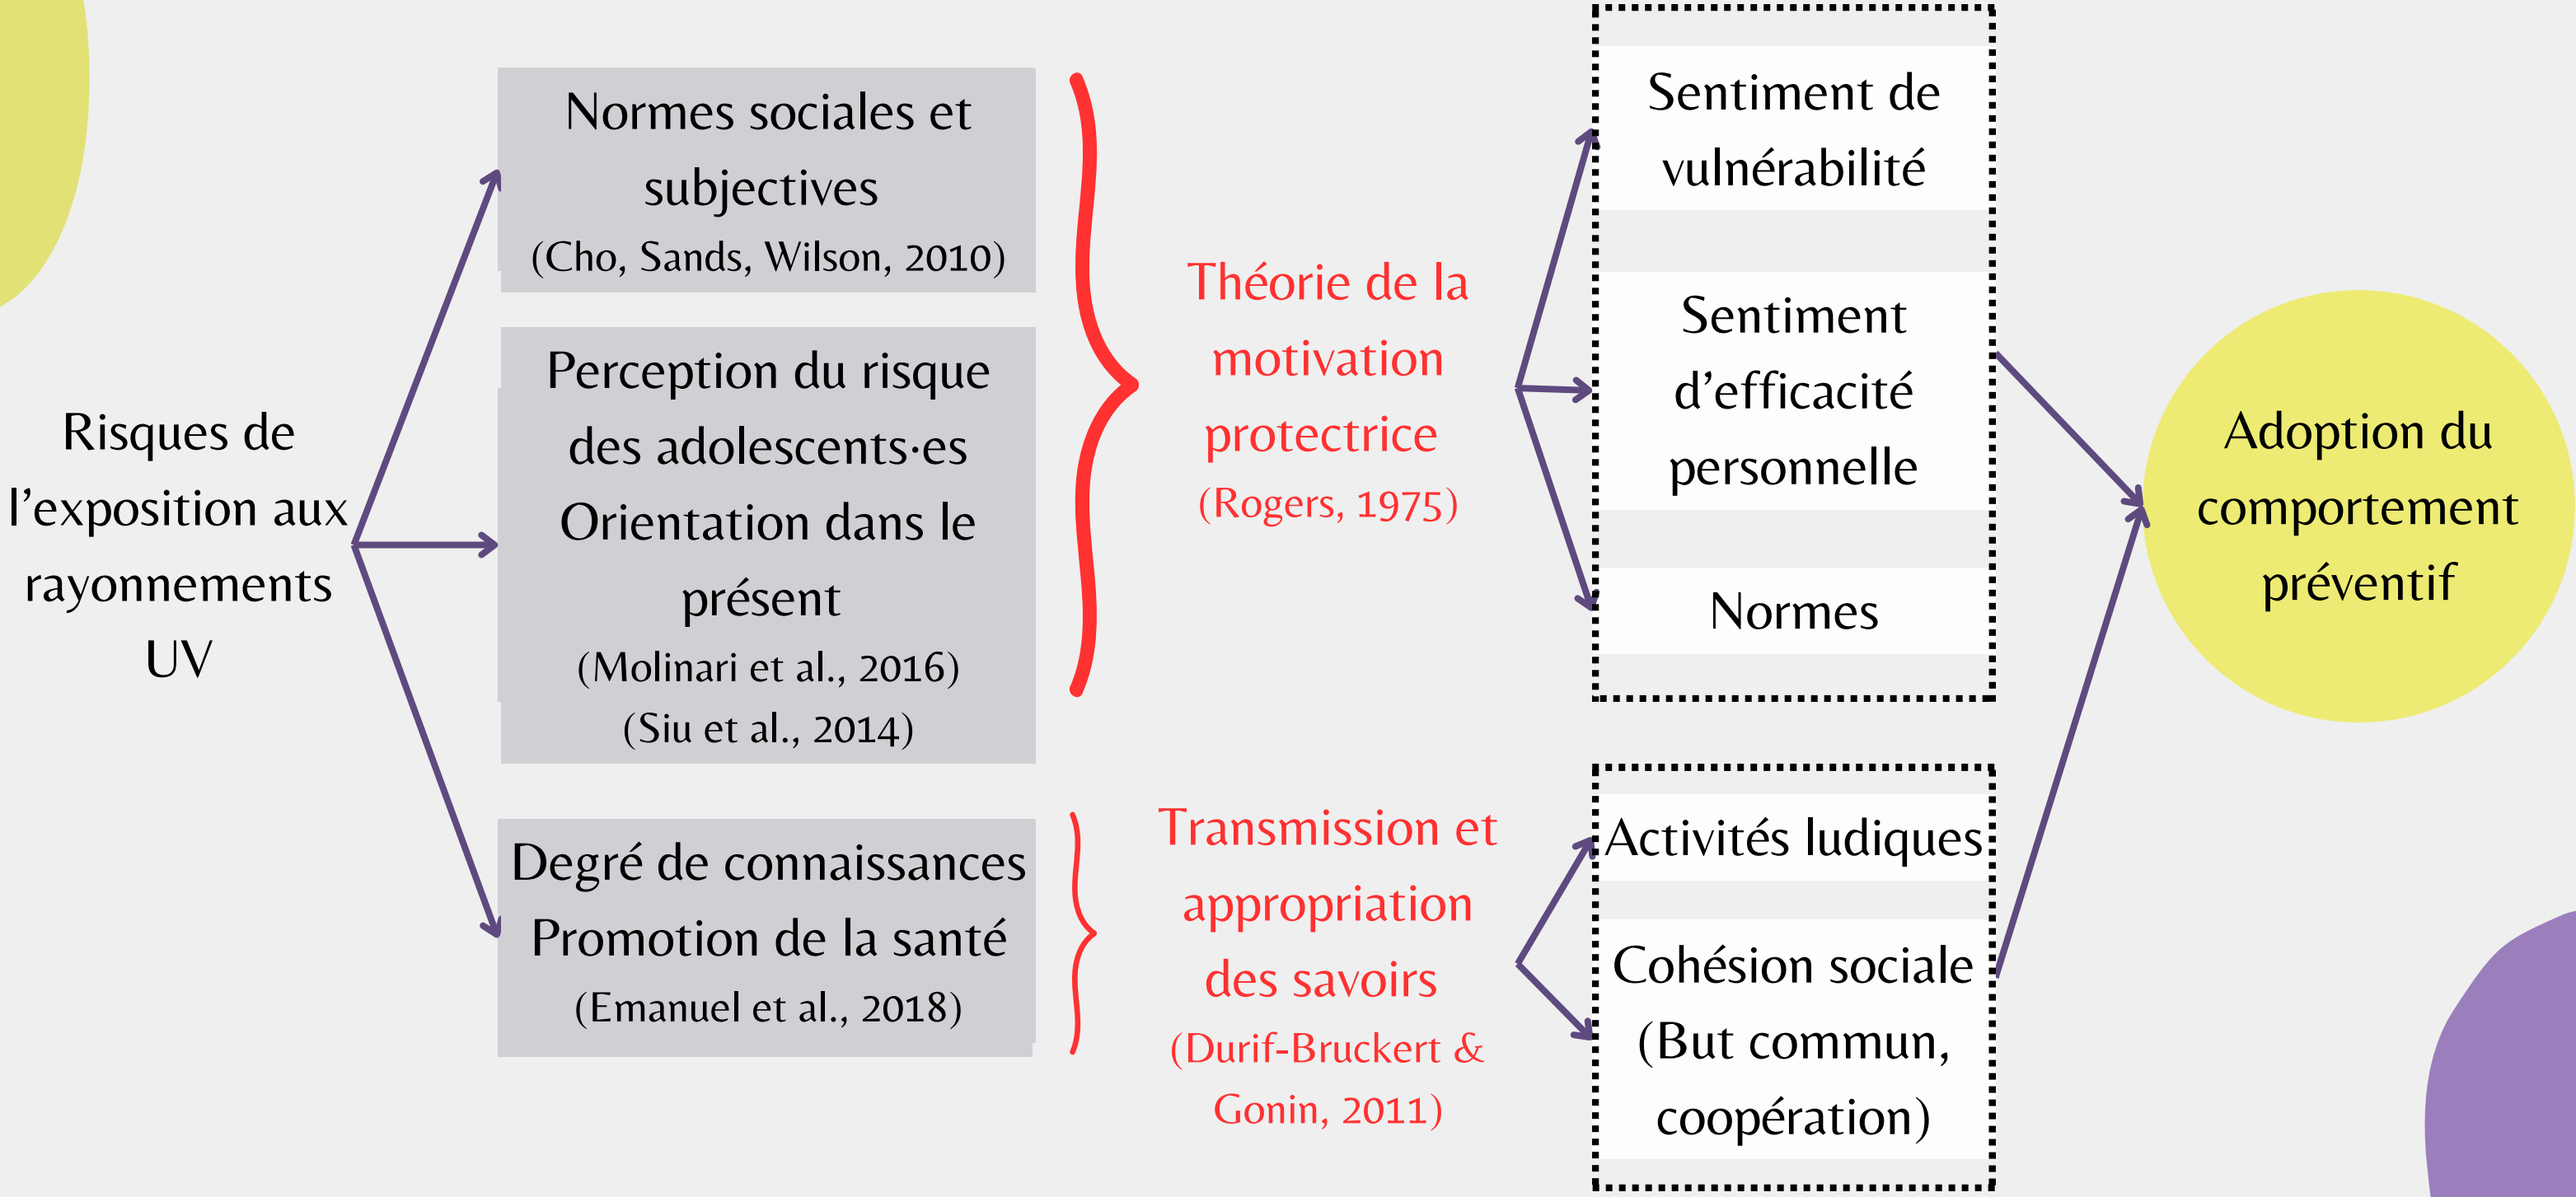 Risques de
l'exposition aux
rayonnements
UV
Normes sociales et
subjectives
(Cho, Sands, Wilson, 2010)
Perception du risque
des adolescents·es
Orientation dans le
présent
(Molinari et al., 2016)
(Siu et al., 2014)
Degré de connaissances
Promotion de la santé
(Emanuel et al., 2018)
Théorie de la
motivation
protectrice
(Rogers, 1975)
Transmission et
appropriation
des savoirs
(Durif-Bruckert &
Gonin, 2011)
Sentiment de
vulnérabilité
Sentiment
d'efficacité
personnelle
Normes
Activités ludiques
Cohésion sociale
(But commun,
coopération)
Adoption du
comportement
préventif